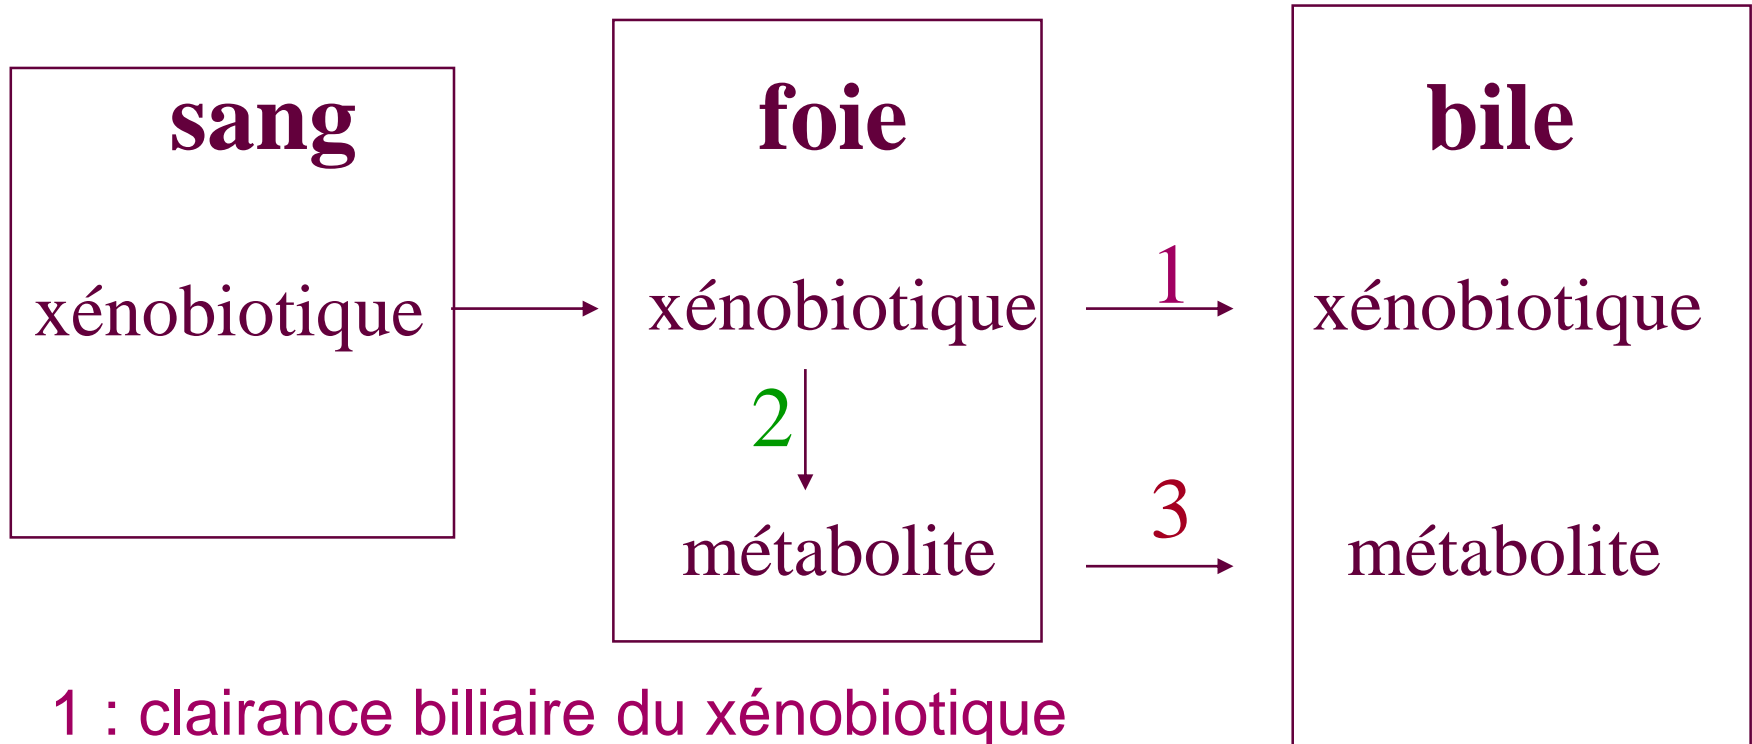 sang
foie
bile
xénobiotique
xénobiotique
1
xénobiotique
2
métabolite
3
métabolite
1 : clairance biliaire du xénobiotique